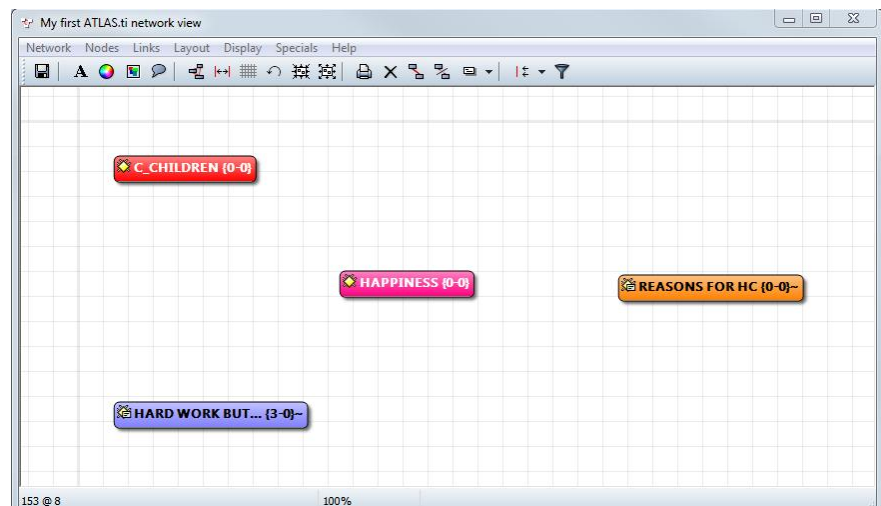 My first ATLAS.ti network view
Network Nodes Links Layout Display Specials Help
C_CHILDREN {0-0}
HAPPINESS {0-0}
REASONS FOR HC {0-0}~
HARD WORK BUT... {3-0}~
153 @ 8 100%